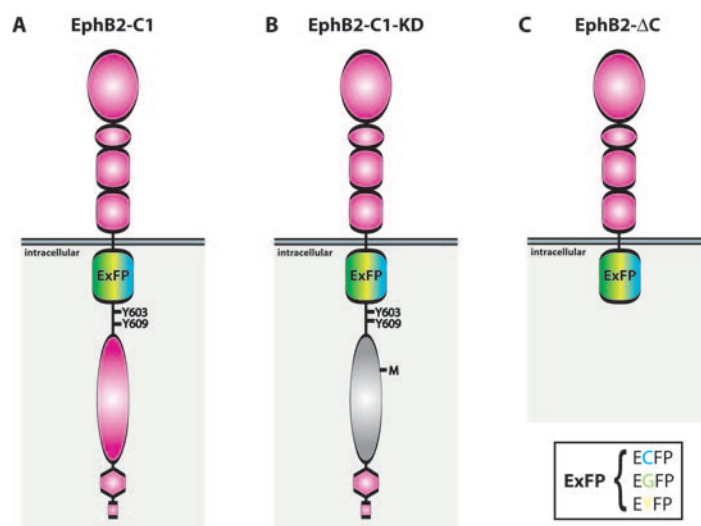 A EphB2-C1
B EphB2-C1-KD
C EphB2-ΔC
intracellular
intracellular
intracellular
ExFP
ExFP
ExFP
Y603
Y609
Y603
Y609
M
ExFP { ECFP
EGFP
EYFP